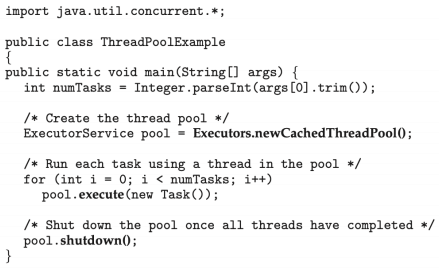 import java.util.concurrent.*;

public class ThreadPoolExample
{
public static void main(String[] args) {
   int numTasks = Integer.parseInt(args[0].trim());

   /* Create the thread pool */
   ExecutorService pool = Executors.newCachedThreadPool();

   /* Run each task using a thread in the pool */
   for (int i = 0; i < numTasks; i++)
     pool.execute(new Task());

   /* Shut down the pool once all threads have completed */
   pool.shutdown();
}